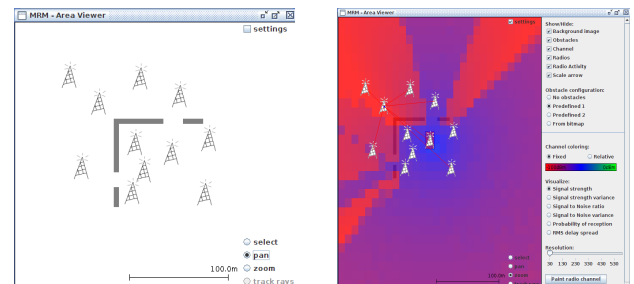 MRM - Area Viewer
settings
select
pan
zoom
100.0m
track rays
MRM - Area Viewer
settings
select
pan
zoom
100.0m
Show/Hide:
Background image
Obstacles
Channel
Radios
Radio Activity
Scale arrow
Obstacle configuration:
No obstacles
Predefined 1
Predefined 2
From bitmap
Channel coloring:
Fixed
Relative
Visualize:
Signal strength
Signal strength variance
Signal to Noise ratio
Signal to Noise variance
Probability of reception
RMS delay spread
Resolution:
30 130 230 330 430 530
Paint radio channel